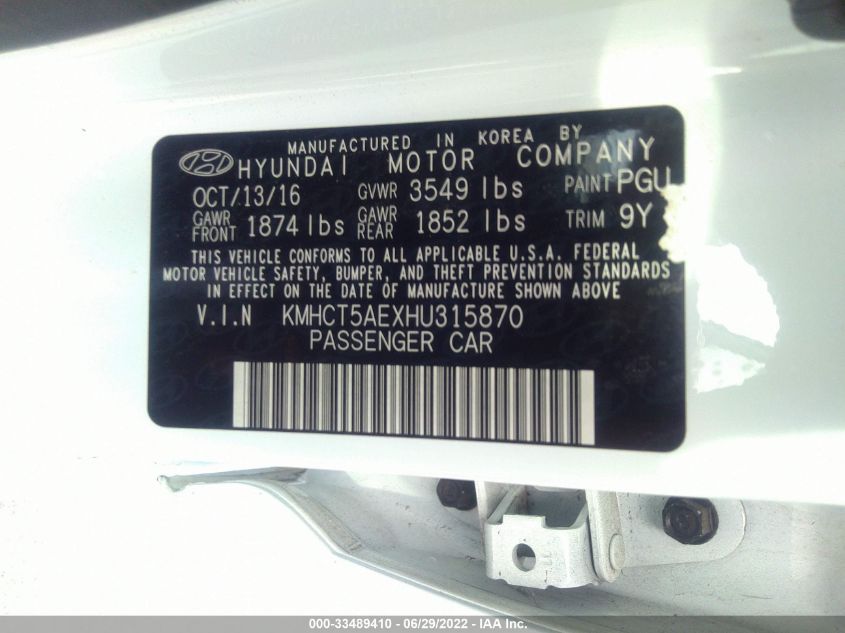 MANUFACTURED IN KOREA BY
HYUNDAI MOTOR COMPANY
OCT/13/16 GVWR 3549 lbs PAINT PGU
GAWR FRONT 1874 lbs GAWR REAR 1852 lbs TRIM 9Y
THIS VEHICLE CONFORMS TO ALL APPLICABLE U.S.A. FEDERAL
MOTOR VEHICLE SAFETY, BUMPER, AND THEFT PREVENTION STANDARDS
IN EFFECT ON THE DATE OF MANUFACTURE SHOWN ABOVE
V.I.N KMHCT5AEXHU315870
PASSENGER CAR
000-33489410 - 06/29/2022 - IAA Inc.